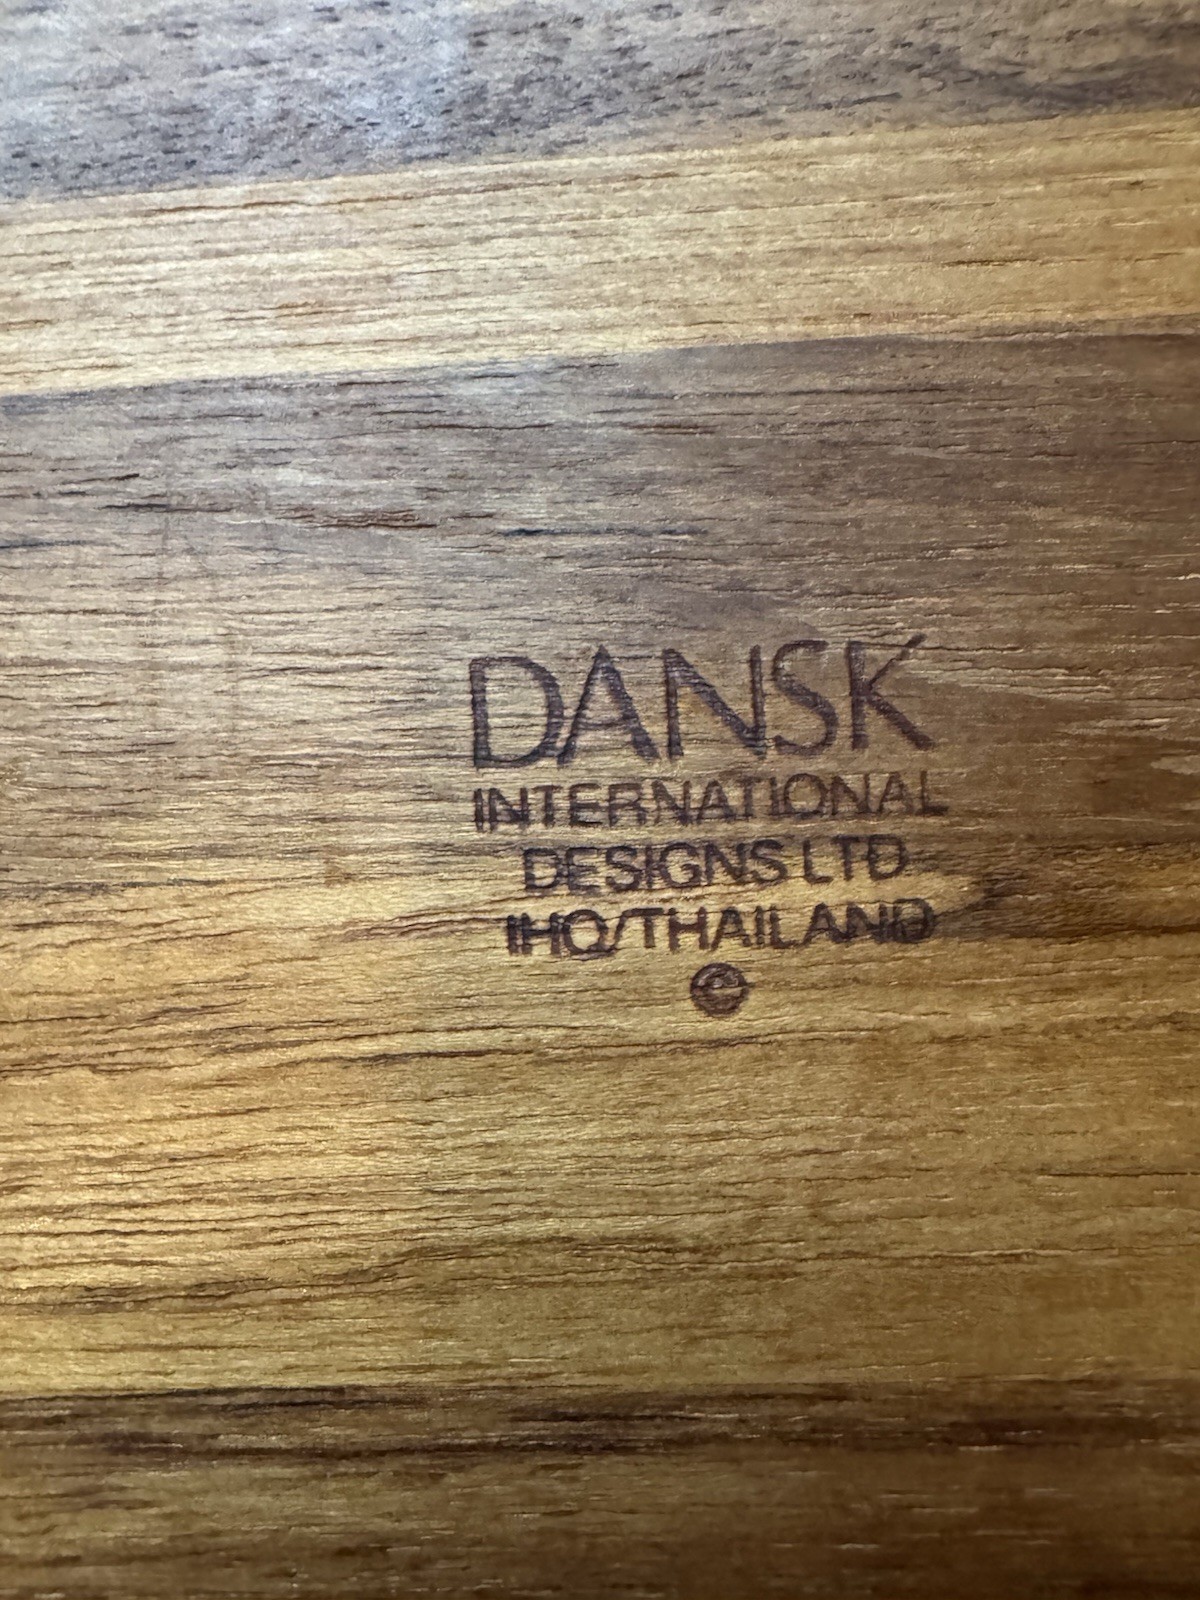 DANSK
INTERNATIONAL
DESIGNS LTD
IHQ/THAILAND
©